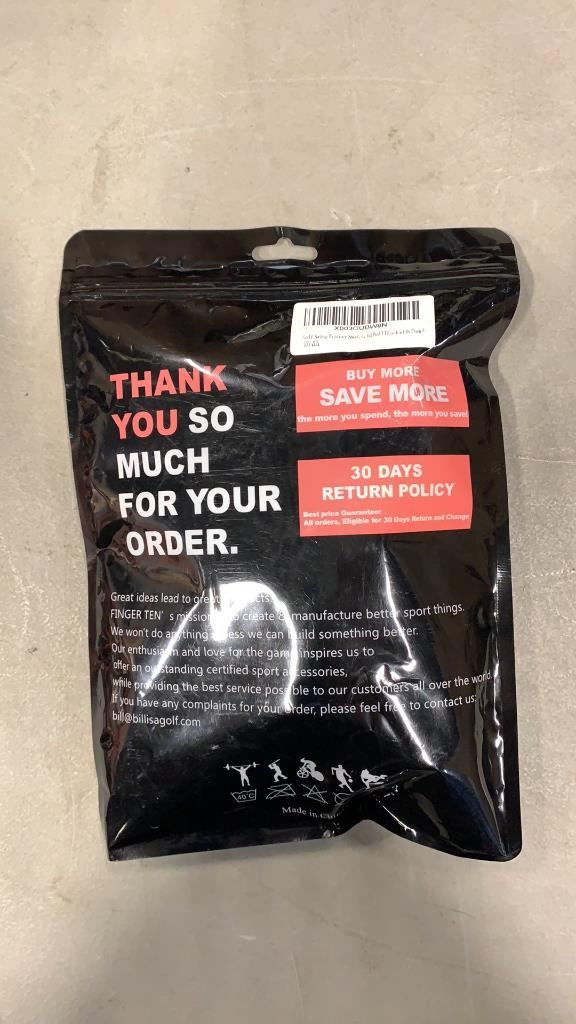 THANK
YOU SO
MUCH
FOR YOUR
ORDER.
BUY MORE
SAVE MORE
the more you spend, the more you save!
30 DAYS
RETURN POLICY
Best price Guarantee:
All orders, Eligible for 30 Days Return and Change
Great ideas lead to
FINGER TEN's mission to create & manufacture better sport things.
We won't do anything unless we can build something better.
Our enthusiasm and love for the game inspires us to
offer an outstanding certified sport accessories,
while providing the best service possible to our customers all over the world.
If you have any complaints for your order, please feel free to contact us:
bill@billisagolf.com
40°C
Made in